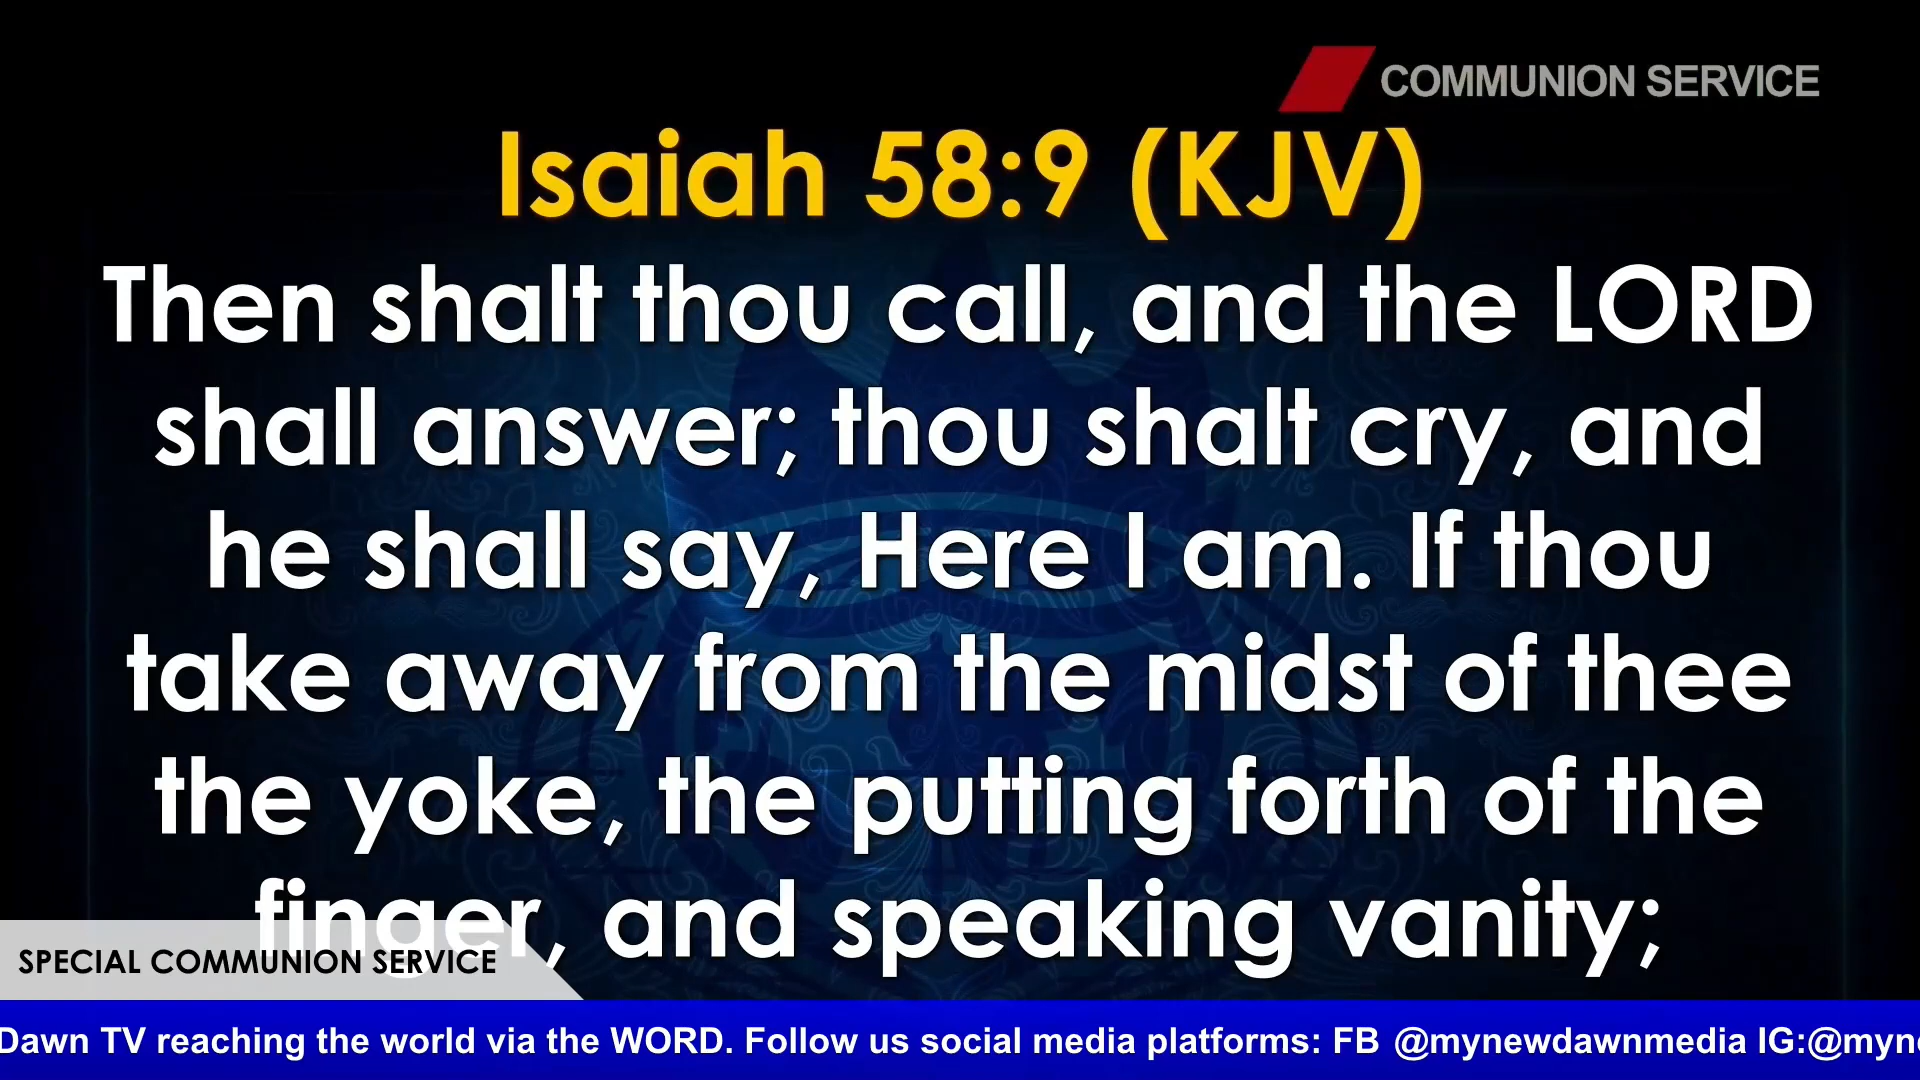 COMMUNION SERVICE
Isaiah 58:9 (KJV)
Then shalt thou call, and the LORD
shall answer; thou shalt cry, and
he shall say, Here I am. If thou
take away from the midst of thee
the yoke, the putting forth of the
finger, and speaking vanity;
SPECIAL COMMUNION SERVICE
Dawn TV reaching the world via the WORD. Follow us social media platforms: FB @mynewdawnmedia IG:@myn